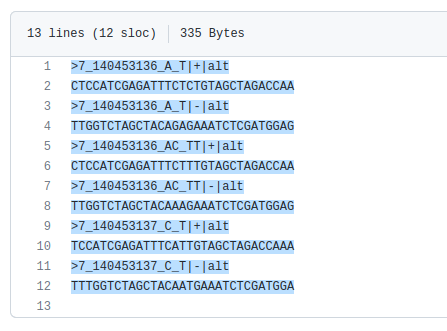 13 lines (12 sloc) 335 Bytes
1 >7_140453136_A_T|+|alt
2 CTCCATCGAGATTTCTCTGTAGCTAGACCAA
3 >7_140453136_A_T|-|alt
4 TTGGTCTAGCTACAGAGAAATCTCGATGGAG
5 >7_140453136_AC_TT|+|alt
6 CTCCATCGAGATTTCTTTGTAGCTAGACCAA
7 >7_140453136_AC_TT|-|alt
8 TTGGTCTAGCTACAAAGAAATCTCGATGGAG
9 >7_140453137_C_T|+|alt
10 TCCATCGAGATTTCATTGTAGCTAGACCAAA
11 >7_140453137_C_T|-|alt
12 TTTGGTCTAGCTACAATGAAATCTCGATGGA
13